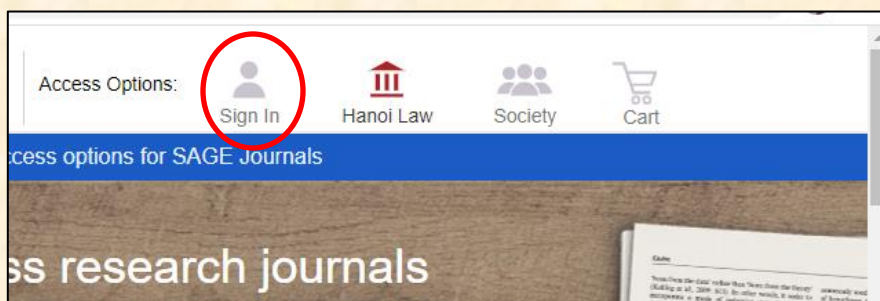 Access Options:
Sign In
Hanoi Law
Society
Cart
ccess options for SAGE Journals
ss research journals